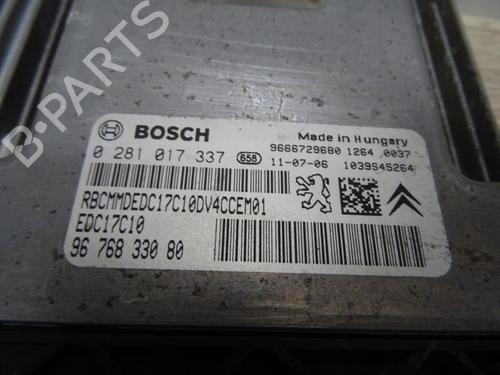 B-PARTS
BOSCH
Made in Hungary
9666729680 1264 0037
0 281 017 337 658 11-07-06 1039S45264
RBCMMDEDC17C10DV4CCEM01
EDC17C10
96 768 330 80